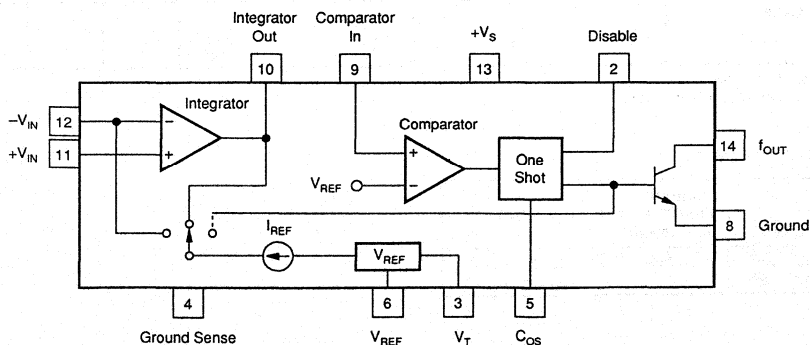 Integrator
Out
Comparator
In
+VS
Disable
10
9
13
2
−VIN
12
Integrator
−
+VIN
11
+
Comparator
+
VREF
−
One
Shot
14
fOUT
8
Ground
IREF
VREF
4
6
3
5
Ground Sense
VREF
VT
COS